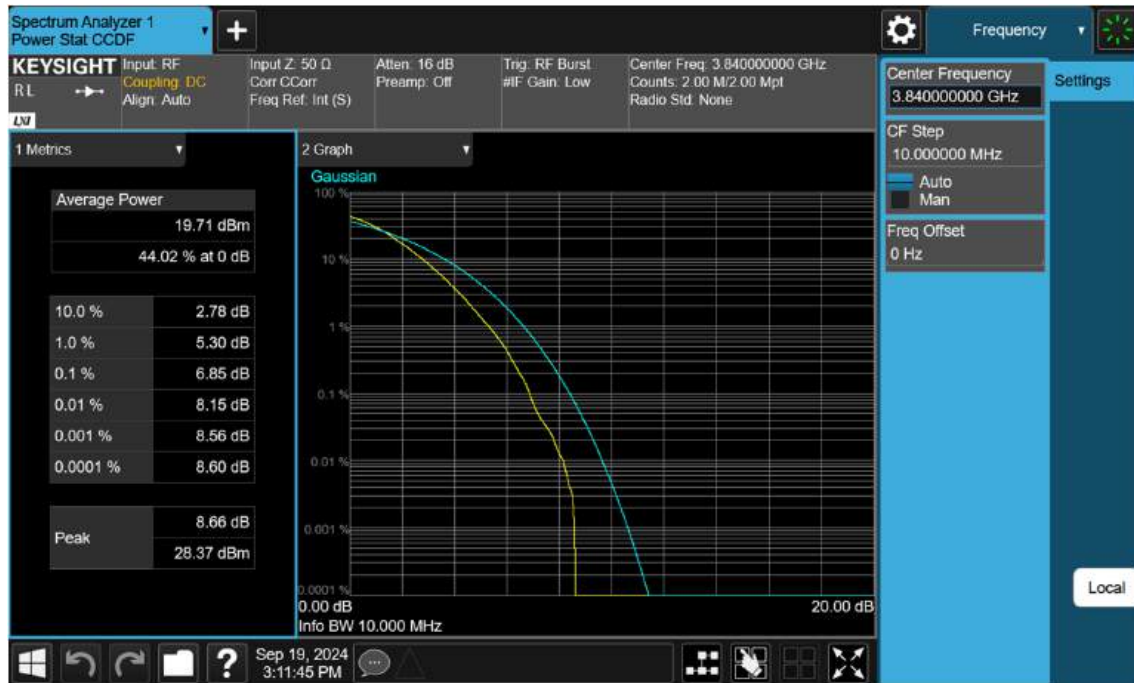 Spectrum Analyzer 1
Power Stat CCDF
Frequency
KEYSIGHT
RL
LXI
Input: RF
Coupling: DC
Align: Auto
Input Z: 50 Ω
Corr CCorr
Freq Ref: Int (S)
Atten: 16 dB
Preamp: Off
Trig: RF Burst
#IF Gain: Low
Center Freq: 3.840000000 GHz
Counts: 2.00 M/2.00 Mpt
Radio Std: None
Center Frequency
3.840000000 GHz
Settings
CF Step
10.000000 MHz
Auto
Man
Freq Offset
0 Hz
1 Metrics
Average Power
19.71 dBm
44.02 % at 0 dB
10.0 % 2.78 dB
1.0 % 5.30 dB
0.1 % 6.85 dB
0.01 % 8.15 dB
0.001 % 8.56 dB
0.0001 % 8.60 dB
Peak 8.66 dB
28.37 dBm
2 Graph
Gaussian
100 %
10 %
1 %
0.1 %
0.01 %
0.001 %
0.0001 %
0.00 dB 20.00 dB
Info BW 10.000 MHz
Local
?
Sep 19, 2024
3:11:45 PM